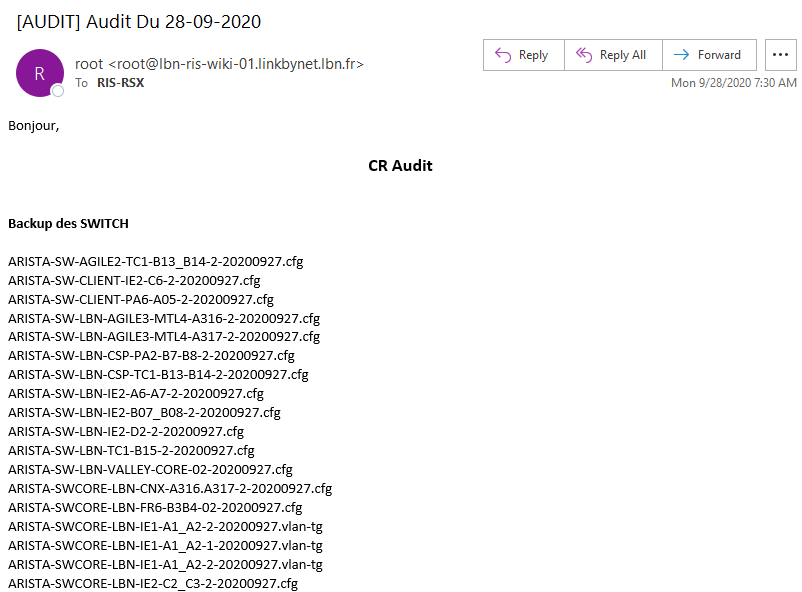 [AUDIT] Audit Du 28-09-2020
R
root <root@lbn-ris-wiki-01.linkbynet.lbn.fr>
To RIS-RSX
Reply
Reply All
Forward
Mon 9/28/2020 7:30 AM
Bonjour,
CR Audit
Backup des SWITCH
ARISTA-SW-AGILE2-TC1-B13_B14-2-20200927.cfg
ARISTA-SW-CLIENT-IE2-C6-2-20200927.cfg
ARISTA-SW-CLIENT-PA6-A05-2-20200927.cfg
ARISTA-SW-LBN-AGILE3-MTL4-A316-2-20200927.cfg
ARISTA-SW-LBN-AGILE3-MTL4-A317-2-20200927.cfg
ARISTA-SW-LBN-CSP-PA2-B7-B8-2-20200927.cfg
ARISTA-SW-LBN-CSP-TC1-B13-B14-2-20200927.cfg
ARISTA-SW-LBN-IE2-A6-A7-2-20200927.cfg
ARISTA-SW-LBN-IE2-B07_B08-2-20200927.cfg
ARISTA-SW-LBN-IE2-D2-2-20200927.cfg
ARISTA-SW-LBN-TC1-B15-2-20200927.cfg
ARISTA-SW-LBN-VALLEY-CORE-02-20200927.cfg
ARISTA-SWCORE-LBN-CNX-A316.A317-2-20200927.cfg
ARISTA-SWCORE-LBN-FR6-B3B4-02-20200927.cfg
ARISTA-SWCORE-LBN-IE1-A1_A2-2-20200927.vlan-tg
ARISTA-SWCORE-LBN-IE1-A1_A2-1-20200927.vlan-tg
ARISTA-SWCORE-LBN-IE1-A1_A2-2-20200927.vlan-tg
ARISTA-SWCORE-LBN-IE2-C2_C3-2-20200927.cfg